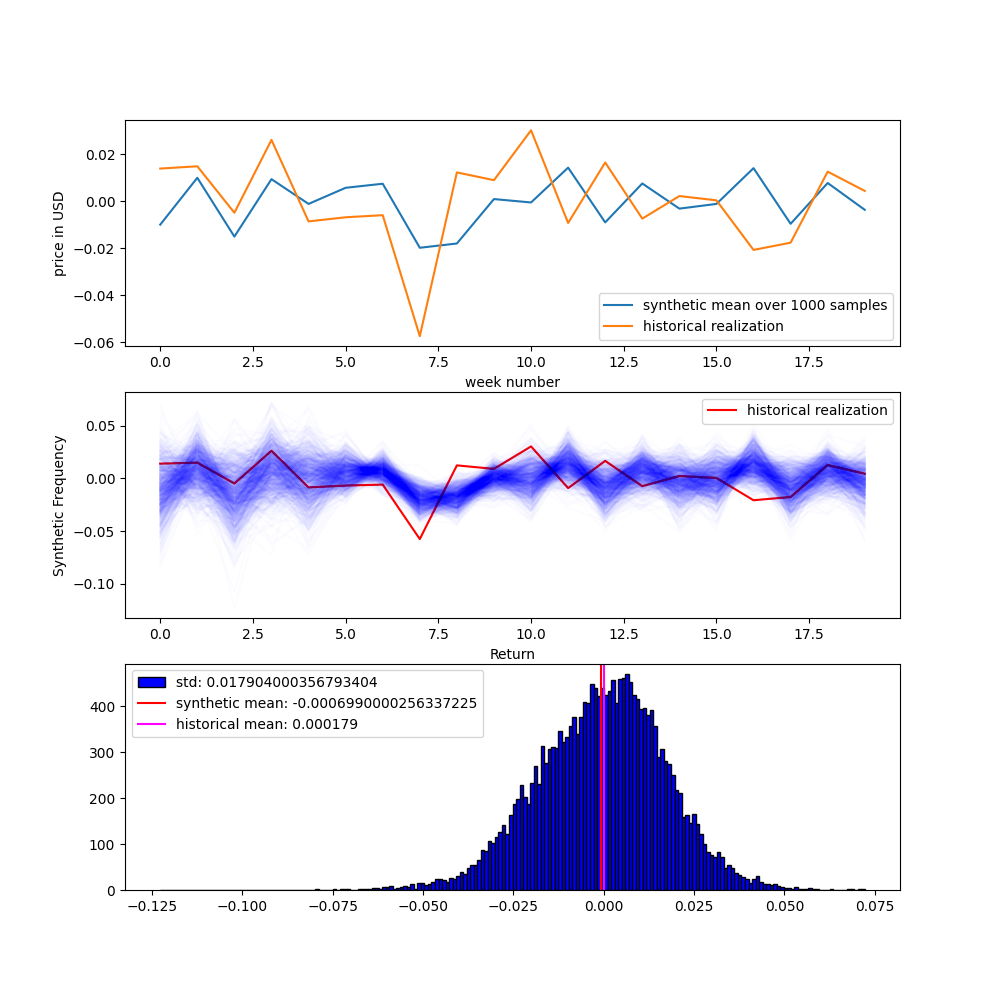 0.02
0.00
−0.02
−0.04
−0.06
price in USD
synthetic mean over 1000 samples
historical realization
0.0 2.5 5.0 7.5 10.0 12.5 15.0 17.5
week number
0.05
0.00
−0.05
−0.10
Synthetic Frequency
historical realization
0.0 2.5 5.0 7.5 10.0 12.5 15.0 17.5
Return
400
300
200
100
0
std: 0.017904000356793404
synthetic mean: -0.0006990000256337225
historical mean: 0.000179
−0.125 −0.100 −0.075 −0.050 −0.025 0.000 0.025 0.050 0.075